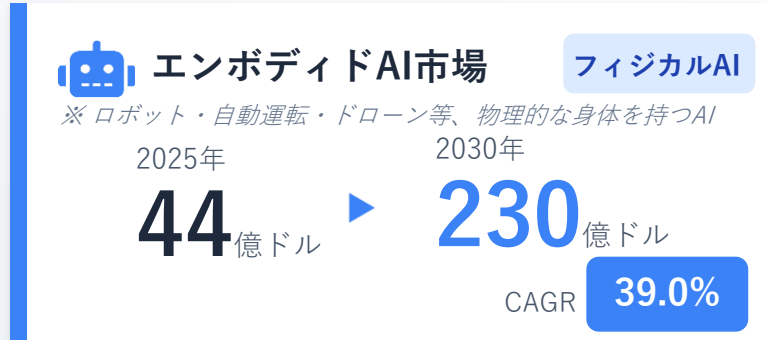 エンボディドAI市場
フィジカルAI
※ ロボット・自動運転・ドローン等、物理的な身体を持つAI
2025年
44億ドル
▶
2030年
230億ドル
CAGR 39.0%